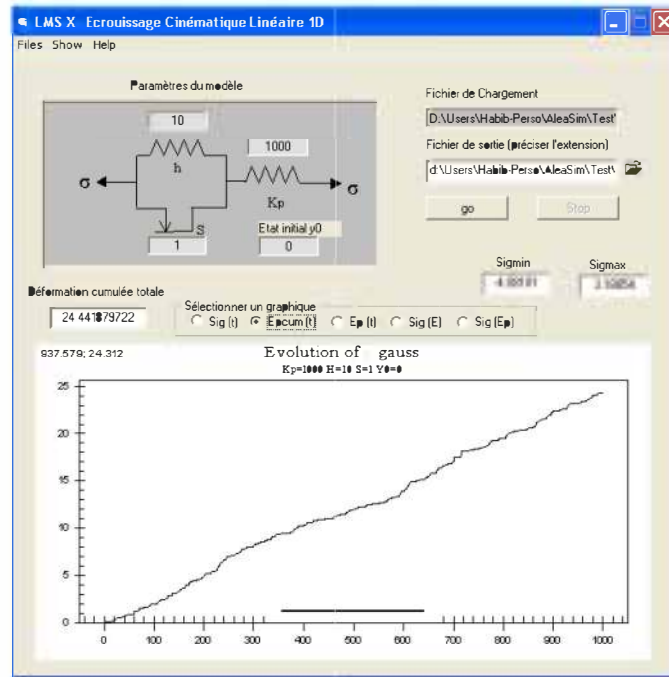 LMS X Ecrouissage Cinématique Linéaire 1D
Files Show Help
Paramètres du modèle
10
h
1000
Kp
σ
σ
S
1
Etat initial y0
0
Fichier de Chargement
D:\Users\Habib-Perso\AleaSim\Test'
Fichier de sortie (préciser l'extension)
d:\Users\Habib-Perso\AleaSim\Test\
go
Stop
Sigmin
Sigmax
Déformation cumulée totale
24 441879722
Sélectionner un graphique
Sig (t) Epcum (t) Ep (t) Sig (E) Sig (Ep)
937.579; 24.312
Evolution of gauss
Kp=1000 H=10 S=1 Y0=0
25
20
15
10
5
0
0 100 200 300 400 500 600 700 800 900 1000